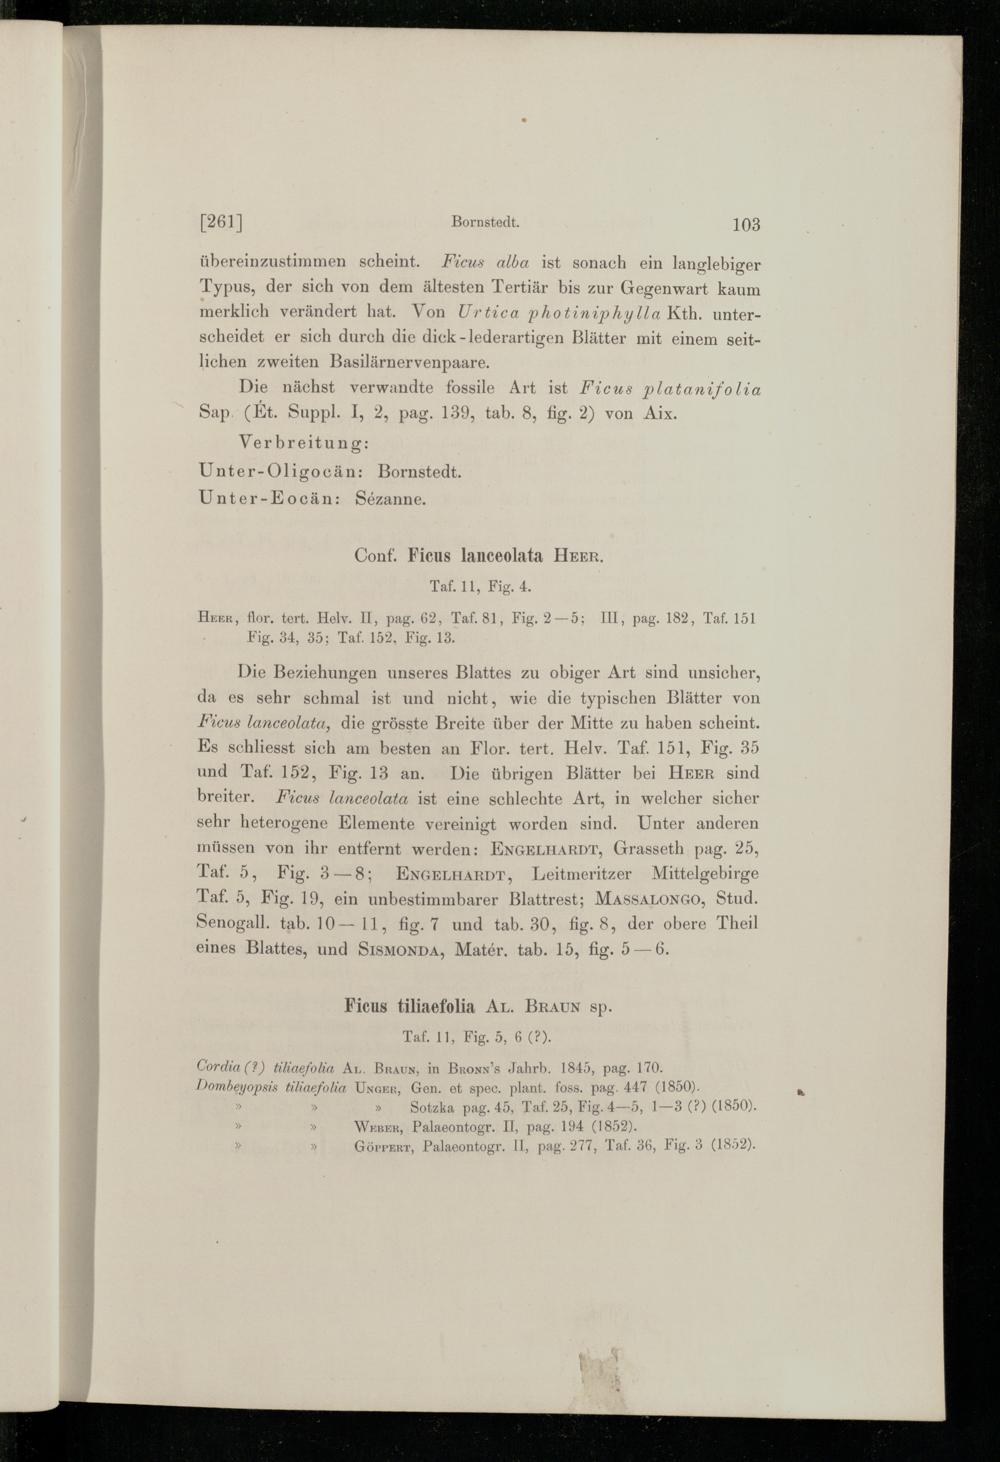 [261] Bornstedt. 103
übereinzustimmen scheint. Ficus alba ist sonach ein langlebiger
Typus, der sich von dem ältesten Tertiär bis zur Gegenwart kaum
merklich verändert hat. Von Urtica photiniphylla Kth. unter-
scheidet er sich durch die dick-lederartigen Blätter mit einem seit-
lichen zweiten Basilärnervenpaare.
Die nächst verwandte fossile Art ist Ficus platanifolia
Sap. (Ét. Suppl. I, 2, pag. 139, tab. 8, fig. 2) von Aix.
Verbreitung:
Unter-Oligocän: Bornstedt.
Unter-Eocän: Sézanne.
Conf. Ficus lanceolata HEER.
Taf. 11, Fig. 4.
HEER, flor. tert. Helv. II, pag. 62, Taf. 81, Fig. 2—5; III, pag. 182, Taf. 151
Fig. 34, 35; Taf. 152, Fig. 13.
Die Beziehungen unseres Blattes zu obiger Art sind unsicher,
da es sehr schmal ist und nicht, wie die typischen Blätter von
Ficus lanceolata, die grösste Breite über der Mitte zu haben scheint.
Es schliesst sich am besten an Flor. tert. Helv. Taf. 151, Fig. 35
und Taf. 152, Fig. 13 an. Die übrigen Blätter bei HEER sind
breiter. Ficus lanceolata ist eine schlechte Art, in welcher sicher
sehr heterogene Elemente vereinigt worden sind. Unter anderen
müssen von ihr entfernt werden: ENGELHARDT, Grasseth pag. 25,
Taf. 5, Fig. 3—8; ENGELHARDT, Leitmeritzer Mittelgebirge
Taf. 5, Fig. 19, ein unbestimmbarer Blattrest; MASSALONGO, Stud.
Senogall. tab. 10—11, fig. 7 und tab. 30, fig. 8, der obere Theil
eines Blattes, und SISMONDA, Matér. tab. 15, fig. 5—6.
Ficus tiliaefolia AL. BRAUN sp.
Taf. 11, Fig. 5, 6 (?).
Cordia (?) tiliaefolia AL. BRAUN, in BRONN'S Jahrb. 1845, pag. 170.
Dombeyopsis tiliaefolia UNGER, Gen. et spec. plant. foss. pag. 447 (1850).
» » » Sotzka pag. 45, Taf. 25, Fig. 4—5, 1—3 (?) (1850).
» » WEBER, Palaeontogr. II, pag. 194 (1852).
» » GÖPPERT, Palaeontogr. II, pag. 277, Taf. 36, Fig. 3 (1852).